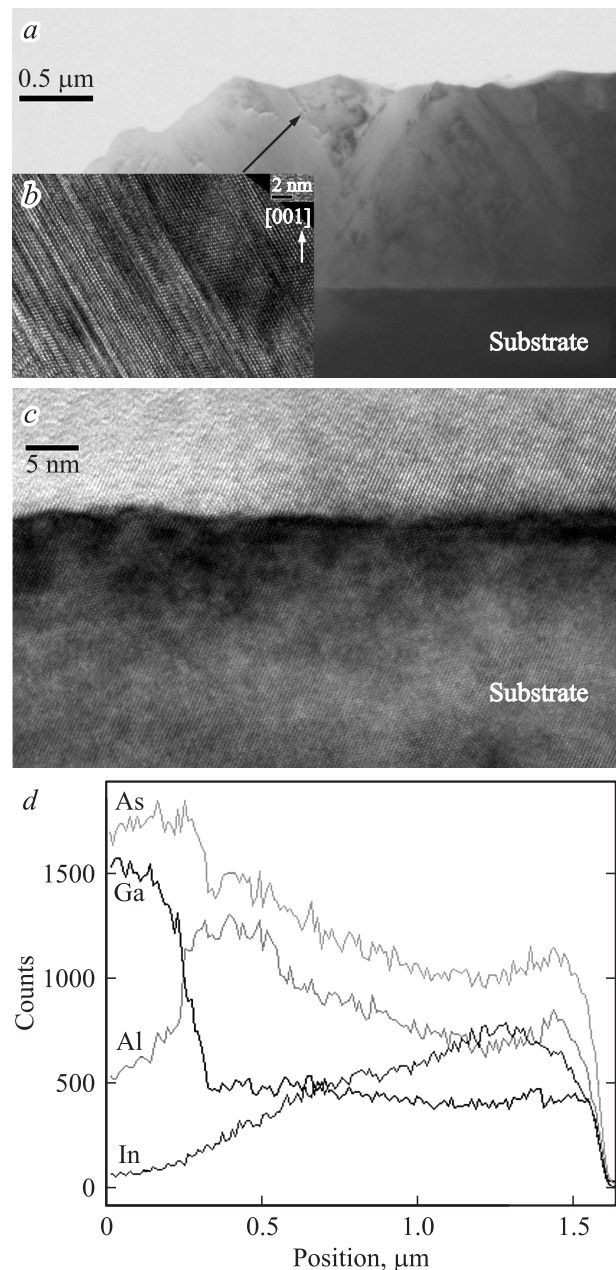 a
0.5 μm
b
2 nm
[001]
Substrate
c
5 nm
Substrate
d
As
1500
Ga
1000
Counts
Al
500
In
0
0
0.5
1.0
1.5
Position, μm